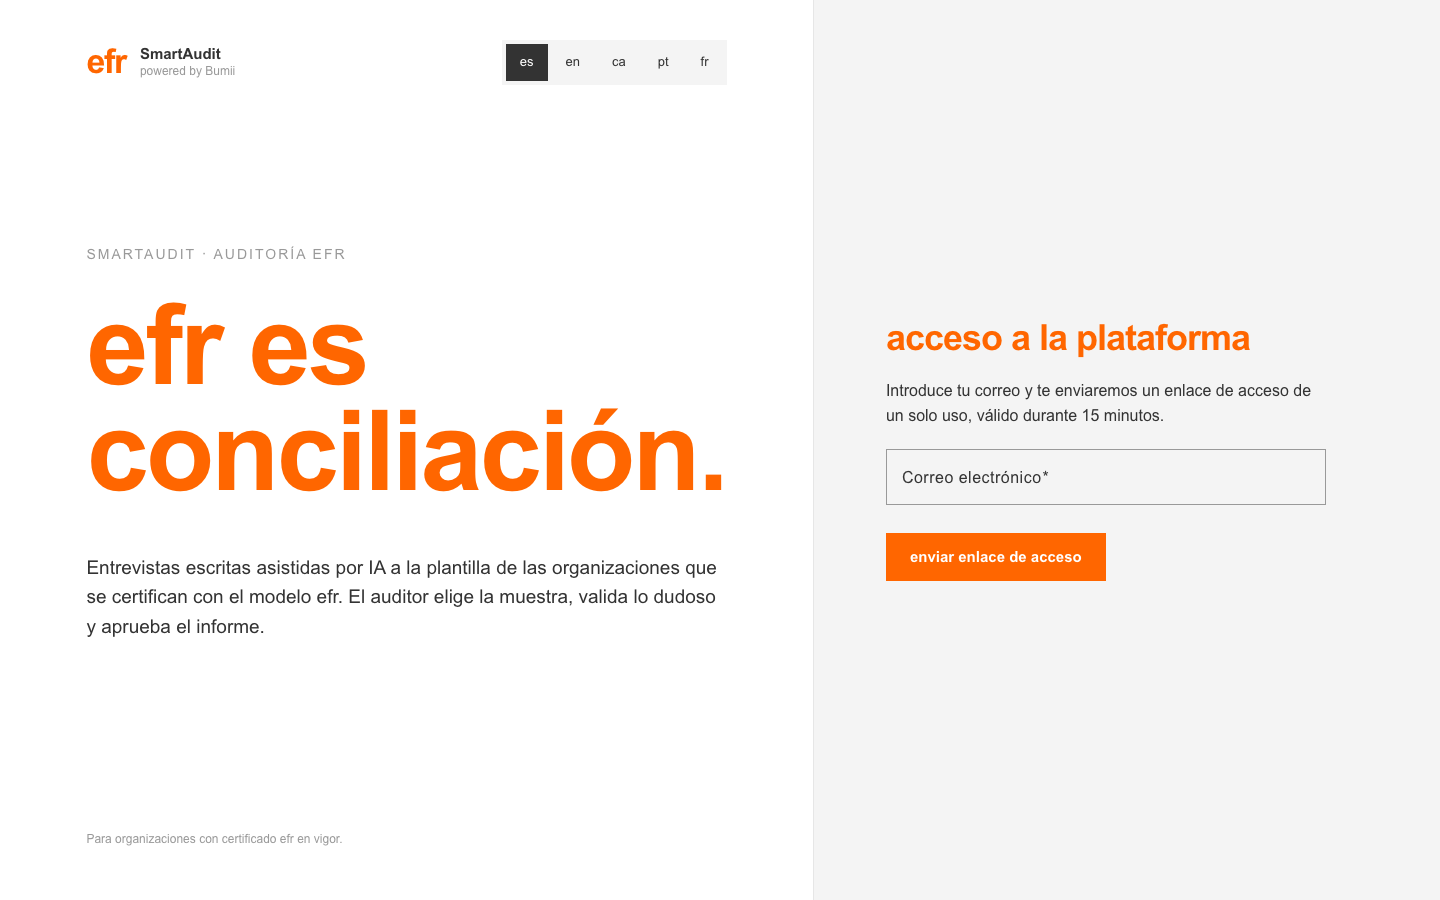 efr
SmartAudit
powered by Bumii
es en ca pt fr
SMARTAUDIT · AUDITORÍA EFR
efr es
conciliación.
Entrevistas escritas asistidas por IA a la plantilla de las organizaciones que
se certifican con el modelo efr. El auditor elige la muestra, valida lo dudoso
y aprueba el informe.
Para organizaciones con certificado efr en vigor.
acceso a la plataforma
Introduce tu correo y te enviaremos un enlace de acceso de
un solo uso, válido durante 15 minutos.
Correo electrónico*
enviar enlace de acceso